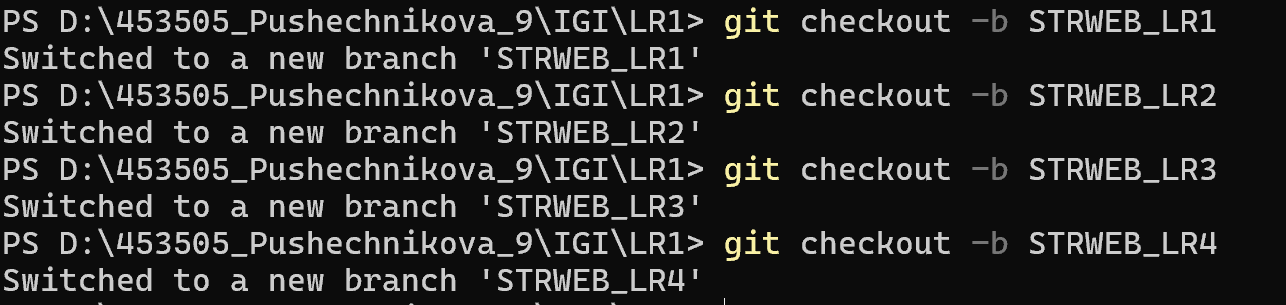 PS D:\453505_Pushechnikova_9\IGI\LR1> git checkout -b STRWEB_LR1
Switched to a new branch 'STRWEB_LR1'
PS D:\453505_Pushechnikova_9\IGI\LR1> git checkout -b STRWEB_LR2
Switched to a new branch 'STRWEB_LR2'
PS D:\453505_Pushechnikova_9\IGI\LR1> git checkout -b STRWEB_LR3
Switched to a new branch 'STRWEB_LR3'
PS D:\453505_Pushechnikova_9\IGI\LR1> git checkout -b STRWEB_LR4
Switched to a new branch 'STRWEB_LR4'